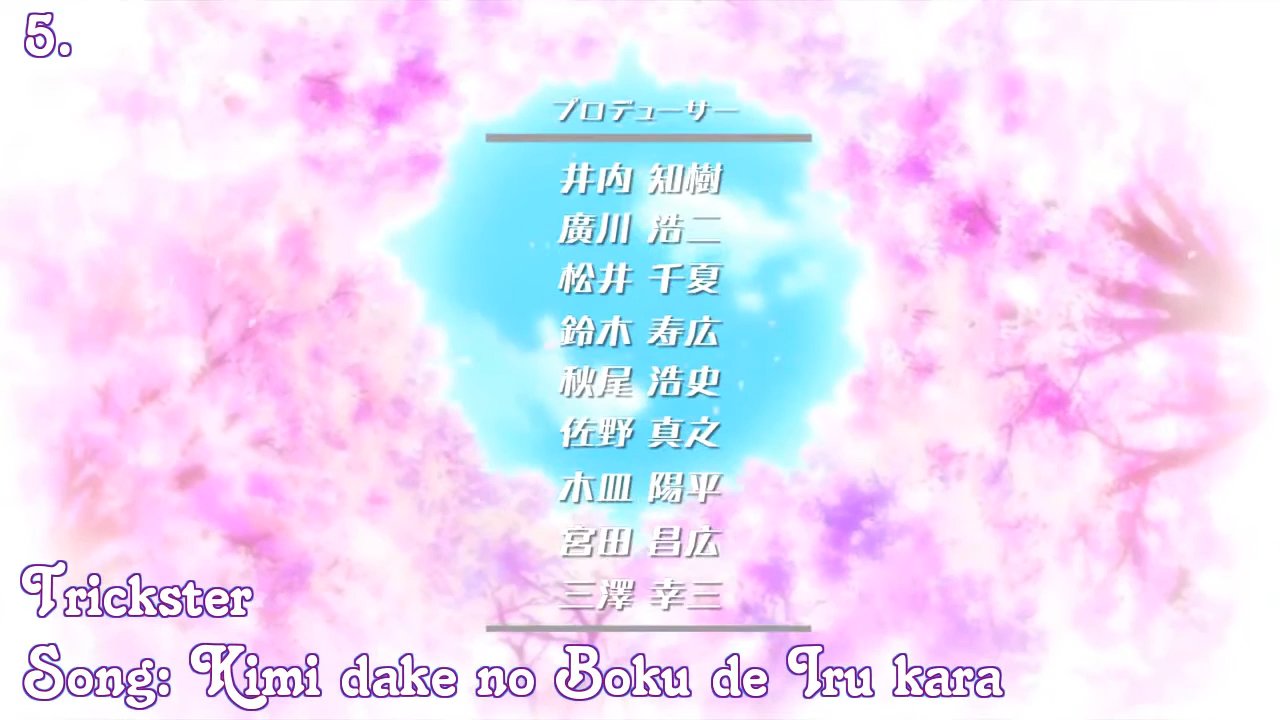 5.
プロデューサー
井内 知樹
廣川 浩二
松井 千夏
鈴木 寿広
秋尾 浩史
佐野 真之
木皿 陽平
宮田 昌広
三澤 幸三
Trickster
Song: Kimi dake no Boku de Iru kara